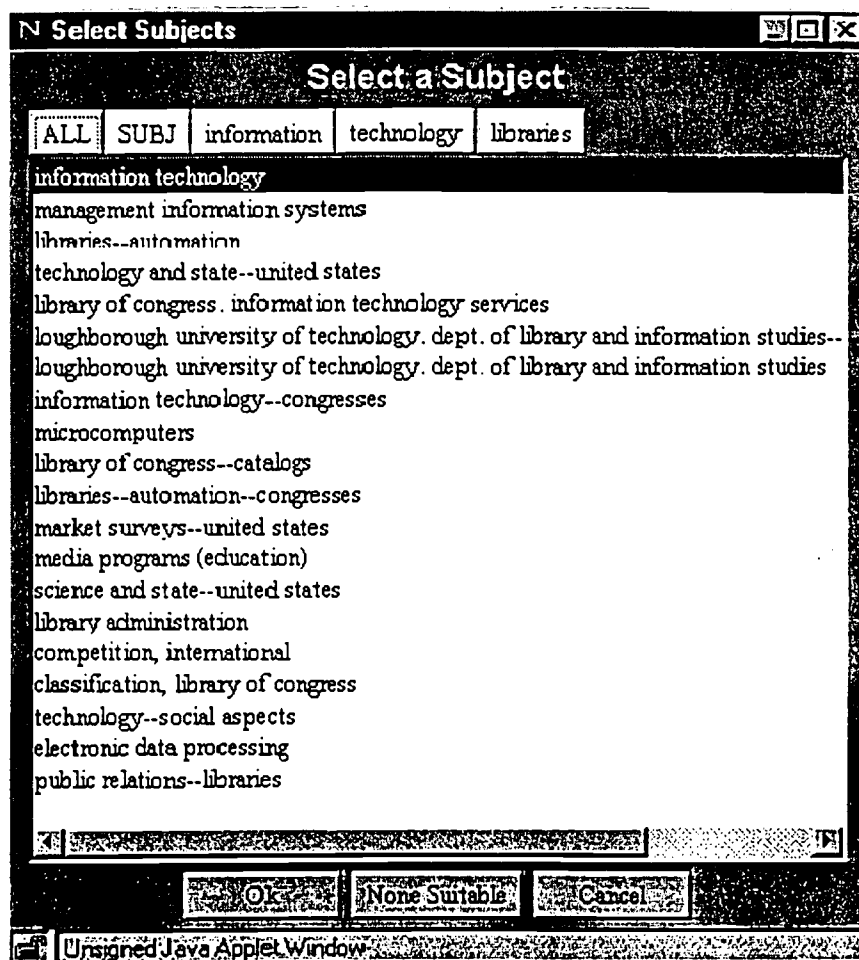 N Select Subjects
Select a Subject
ALL SUBJ information technology libraries
information technology
management information systems
libraries--automation
technology and state--united states
library of congress. information technology services
loughborough university of technology. dept. of library and information studies--
loughborough university of technology. dept. of library and information studies
information technology--congresses
microcomputers
library of congress--catalogs
libraries--automation--congresses
market surveys--united states
media programs (education)
science and state--united states
library administration
competition, international
classification, library of congress
technology--social aspects
electronic data processing
public relations--libraries
Ok None Suitable Cancel
Unsigned Java Applet Window